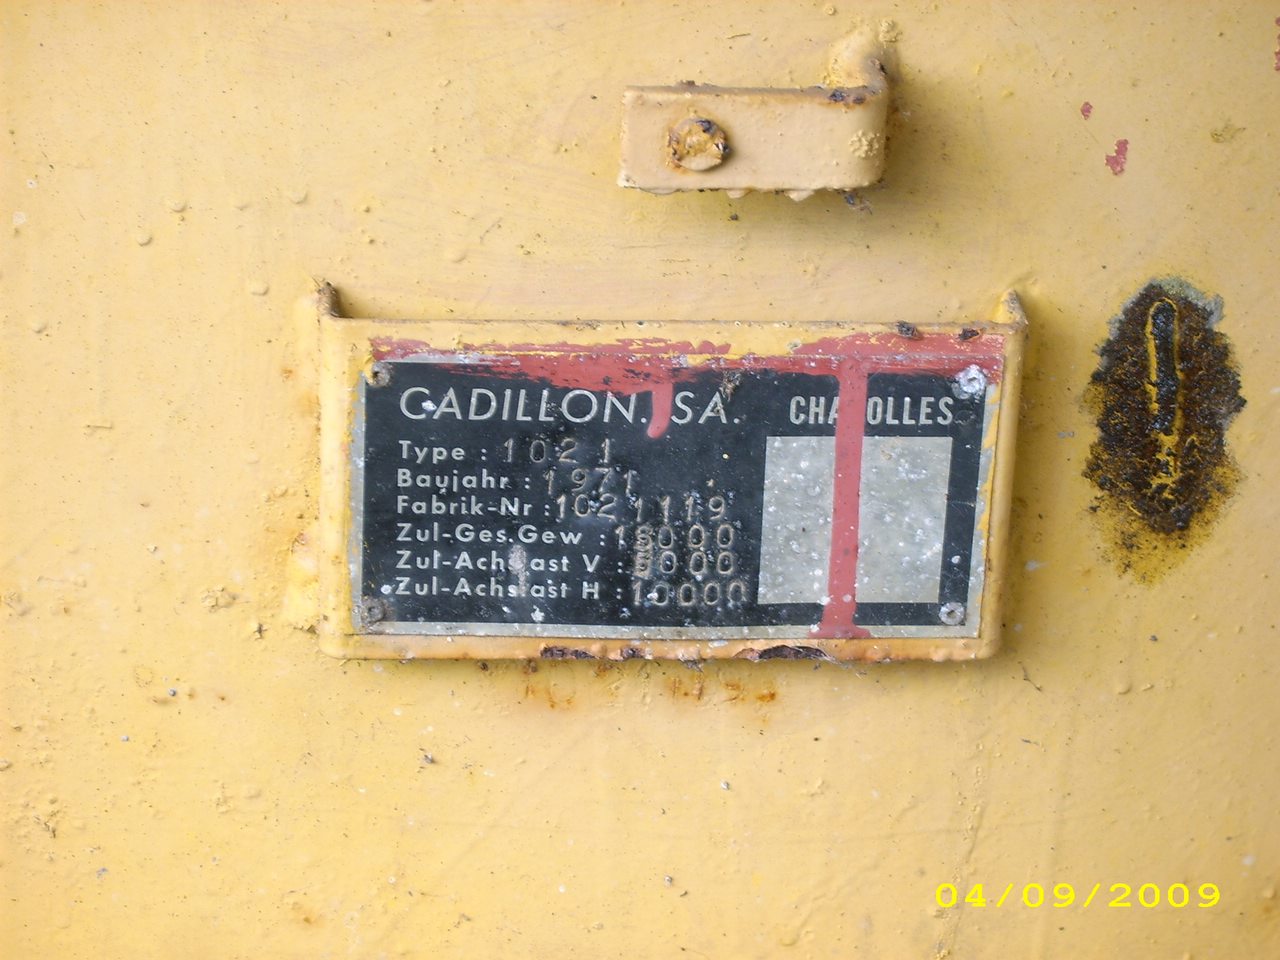 CADILLON. SA. CHAROLLES
Type : 1021
Baujahr : 1971
Fabrik-Nr : 1021119
Zul-Ges.Gew : 18000
Zul-Achslast V : 8000
Zul-Achslast H : 10000
04/09/2009